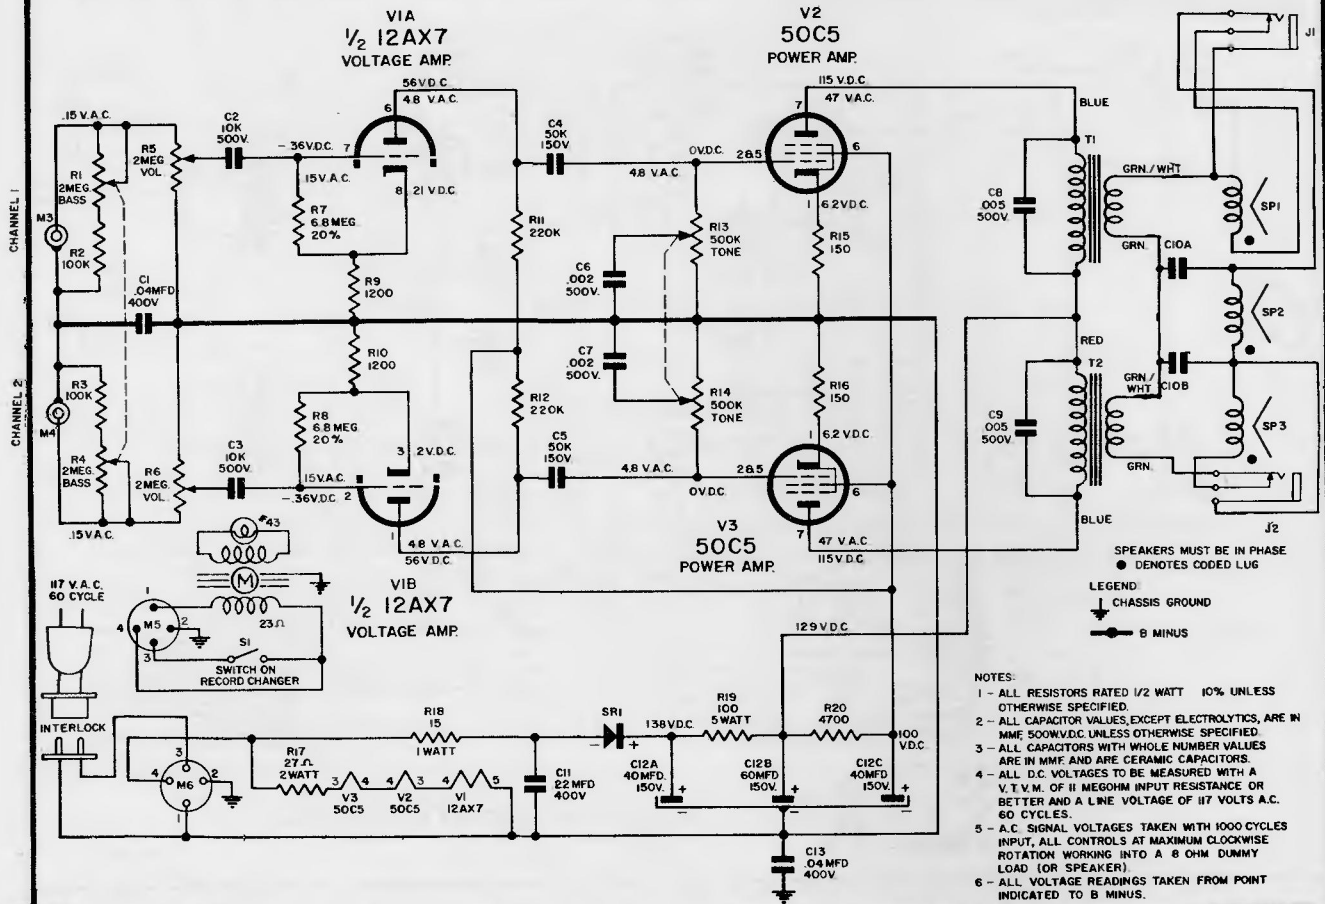 V1A
½ 12AX7
VOLTAGE AMP.
V2
50C5
POWER AMP.
J1
56 V.D.C
4.8 V.A.C.
6
115 V.D.C.
47 V.A.C.
7
BLUE
.15 V.A.C.
C2
10K
500V.
-.36V.D.C.
7
.15 V.A.C.
8
.21 V.D.C.
C4
50K
150V.
0V.D.C.
4.8 V.A.C.
2&5
6
1
6.2VDC.
T1
GRN./WHT
GRN.
SP1
CHANNEL 1
M3
R1
2MEG.
BASS
R2
100K
R5
2MEG
VOL.
C1
.04MFD
400V
R7
6.8 MEG.
20%
R9
1200
R11
220K
C6
.002
500V.
R13
500K
TONE
R15
150
C8
.005
500V.
C10A
SP2
CHANNEL 2
M4
R3
100K
R4
2MEG.
BASS
R6
2MEG.
VOL.
R10
1200
R8
6.8 MEG.
20%
R12
220K
C7
.002
500V.
R14
500K
TONE
R16
150
RED
T2
GRN/
WHT
C10B
C9
.005
500V.
SP3
GRN.
J2
C3
10K
500V.
.15V.A.C.
-.36V.DC.
2
3
.2V.D.C.
1
4.8 V.A.C.
56V.DC.
C5
50K
150V.
4.8 V.A.C.
0V.D.C.
2&5
1
6.2 V.D.C.
6
7
47 V.A.C.
115V.D.C.
BLUE
.15 V.A.C.
V1B
½ 12AX7
VOLTAGE AMP.
V3
50C5
POWER AMP.
SPEAKERS MUST BE IN PHASE
● DENOTES CODED LUG
LEGEND
CHASSIS GROUND
B MINUS
#43
M
117 V.A.C.
60 CYCLE
1
4
M5
2
3
23Ω
S1
SWITCH ON
RECORD CHANGER
INTERLOCK
3
4
M6
2
1
R17
27Ω
2WATT
R18
15
1 WATT
3
4
V3
50C5
4
3
V2
50C5
4
5
V1
12AX7
C11
.22 MFD
400V
SR1
-
+
138V.DC.
R19
100
5 WATT
129 V.D.C
R20
4700
100
V.D.C.
C12A
40MFD.
150V.
+
-
C12B
60MFD
150V.
+
-
C12C
40MFD
150V.
+
-
C13
.04 MFD
400V.
NOTES:
1 - ALL RESISTORS RATED 1/2 WATT 10% UNLESS
OTHERWISE SPECIFIED.
2 - ALL CAPACITOR VALUES, EXCEPT ELECTROLYTICS, ARE IN
MMF, 500W.V.D.C. UNLESS OTHERWISE SPECIFIED.
3 - ALL CAPACITORS WITH WHOLE NUMBER VALUES
ARE IN MMF. AND ARE CERAMIC CAPACITORS.
4 - ALL D.C. VOLTAGES TO BE MEASURED WITH A
V.T.V.M. OF 11 MEGOHM INPUT RESISTANCE OR
BETTER AND A LINE VOLTAGE OF 117 VOLTS A.C.
60 CYCLES.
5 - A.C. SIGNAL VOLTAGES TAKEN WITH 1000 CYCLES
INPUT, ALL CONTROLS AT MAXIMUM CLOCKWISE
ROTATION WORKING INTO A 8 OHM DUMMY
LOAD (OR SPEAKER).
6 - ALL VOLTAGE READINGS TAKEN FROM POINT
INDICATED TO B MINUS.